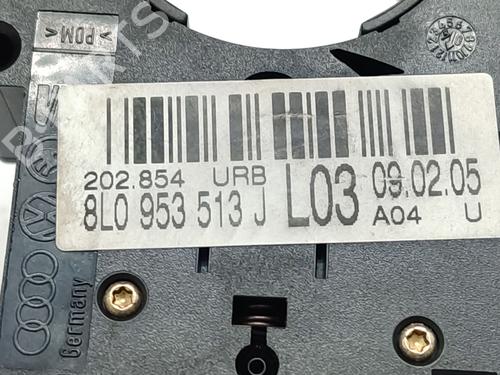 >PDM<
202.854 URB
8L0 953 513 J L03 09.02.05
A04 U
Germany